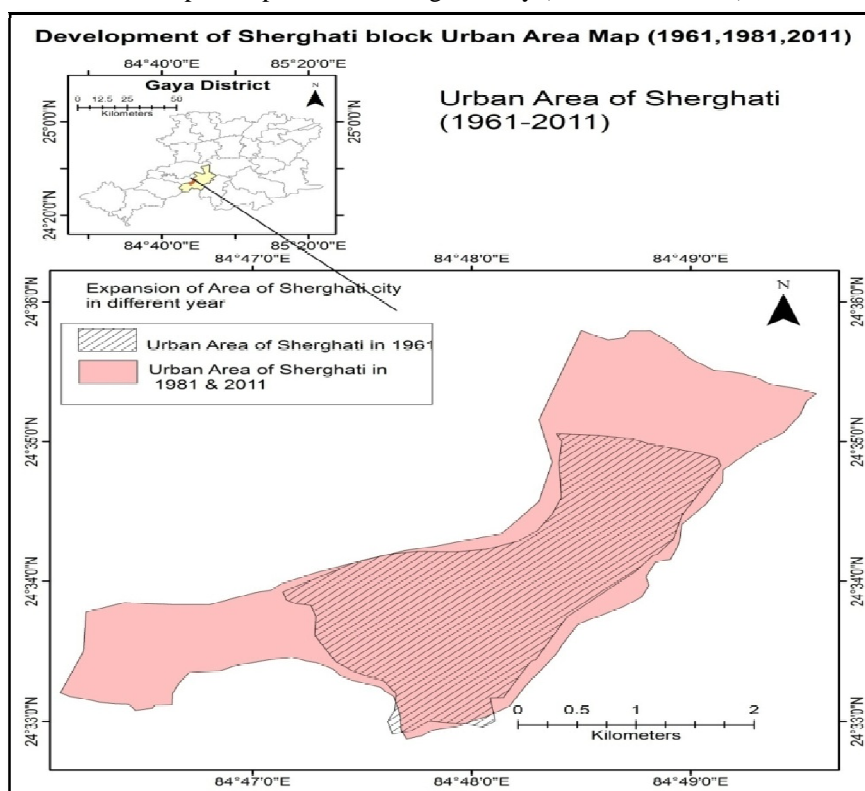 Development of Sherghati block Urban Area Map (1961,1981,2011)
84°40'0"E 85°20'0"E
Gaya District
N
0 12.5 25 50
Kilometers
25°0'0"N 25°0'0"N
24°20'0"N 24°20'0"N
84°40'0"E 85°20'0"E
Urban Area of Sherghati
(1961-2011)
84°47'0"E 84°48'0"E 84°49'0"E
Expansion of Area of Sherghati city
in different year
Urban Area of Sherghati in 1961
Urban Area of Sherghati in
1981 & 2011
N
24°36'0"N 24°36'0"N
24°35'0"N 24°35'0"N
24°34'0"N 24°34'0"N
24°33'0"N 24°33'0"N
0 0.5 1 2
Kilometers
84°47'0"E 84°48'0"E 84°49'0"E